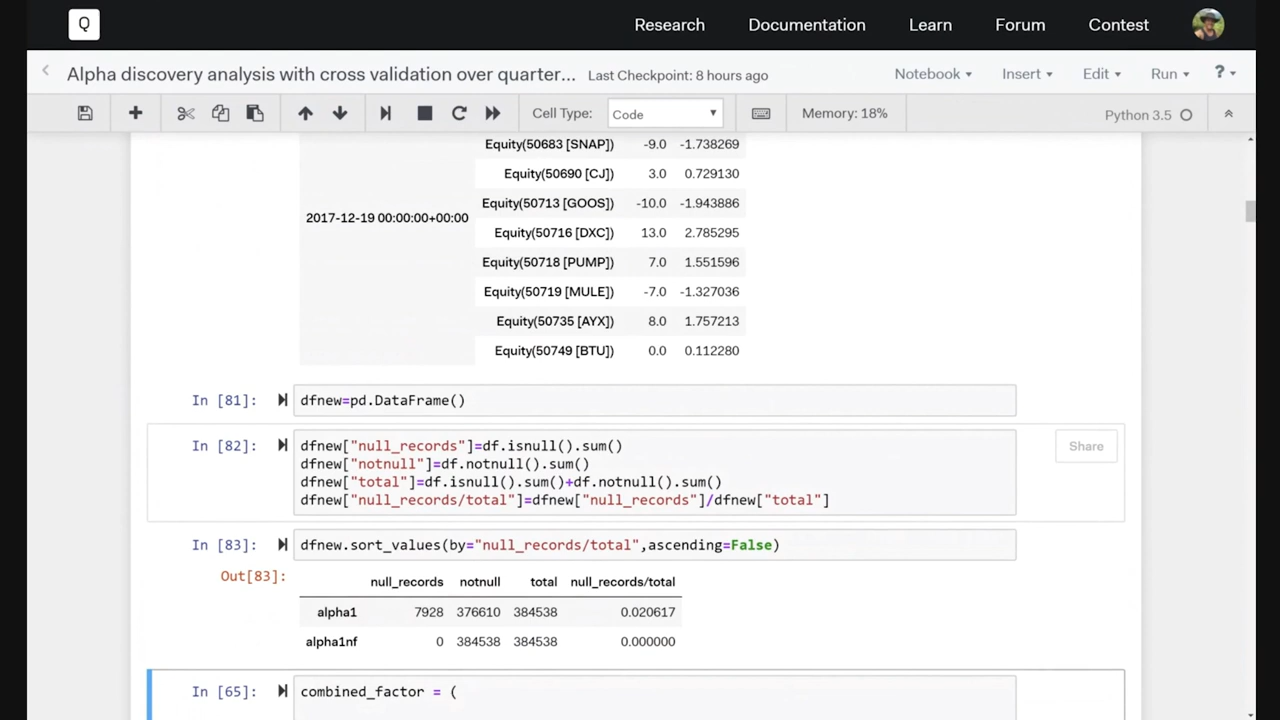 Q Research Documentation Learn Forum Contest
Alpha discovery analysis with cross validation over quarter... Last Checkpoint: 8 hours ago Notebook Insert Edit Run ?
Cell Type: Code Memory: 18% Python 3.5
Equity(50683 [SNAP]) -9.0 -1.738269
Equity(50690 [CJ]) 3.0 0.729130
Equity(50713 [GOOS]) -10.0 -1.943886
2017-12-19 00:00:00+00:00
Equity(50716 [DXC]) 13.0 2.785295
Equity(50718 [PUMP]) 7.0 1.551596
Equity(50719 [MULE]) -7.0 -1.327036
Equity(50735 [AYX]) 8.0 1.757213
Equity(50749 [BTU]) 0.0 0.112280
In [81]: dfnew=pd.DataFrame()
In [82]: dfnew["null_records"]=df.isnull().sum() Share
dfnew["notnull"]=df.notnull().sum()
dfnew["total"]=df.isnull().sum()+df.notnull().sum()
dfnew["null_records/total"]=dfnew["null_records"]/dfnew["total"]
In [83]: dfnew.sort_values(by="null_records/total",ascending=False)
Out[83]: null_records notnull total null_records/total
alpha1 7928 376610 384538 0.020617
alpha1nf 0 384538 384538 0.000000
In [65]: combined_factor = (